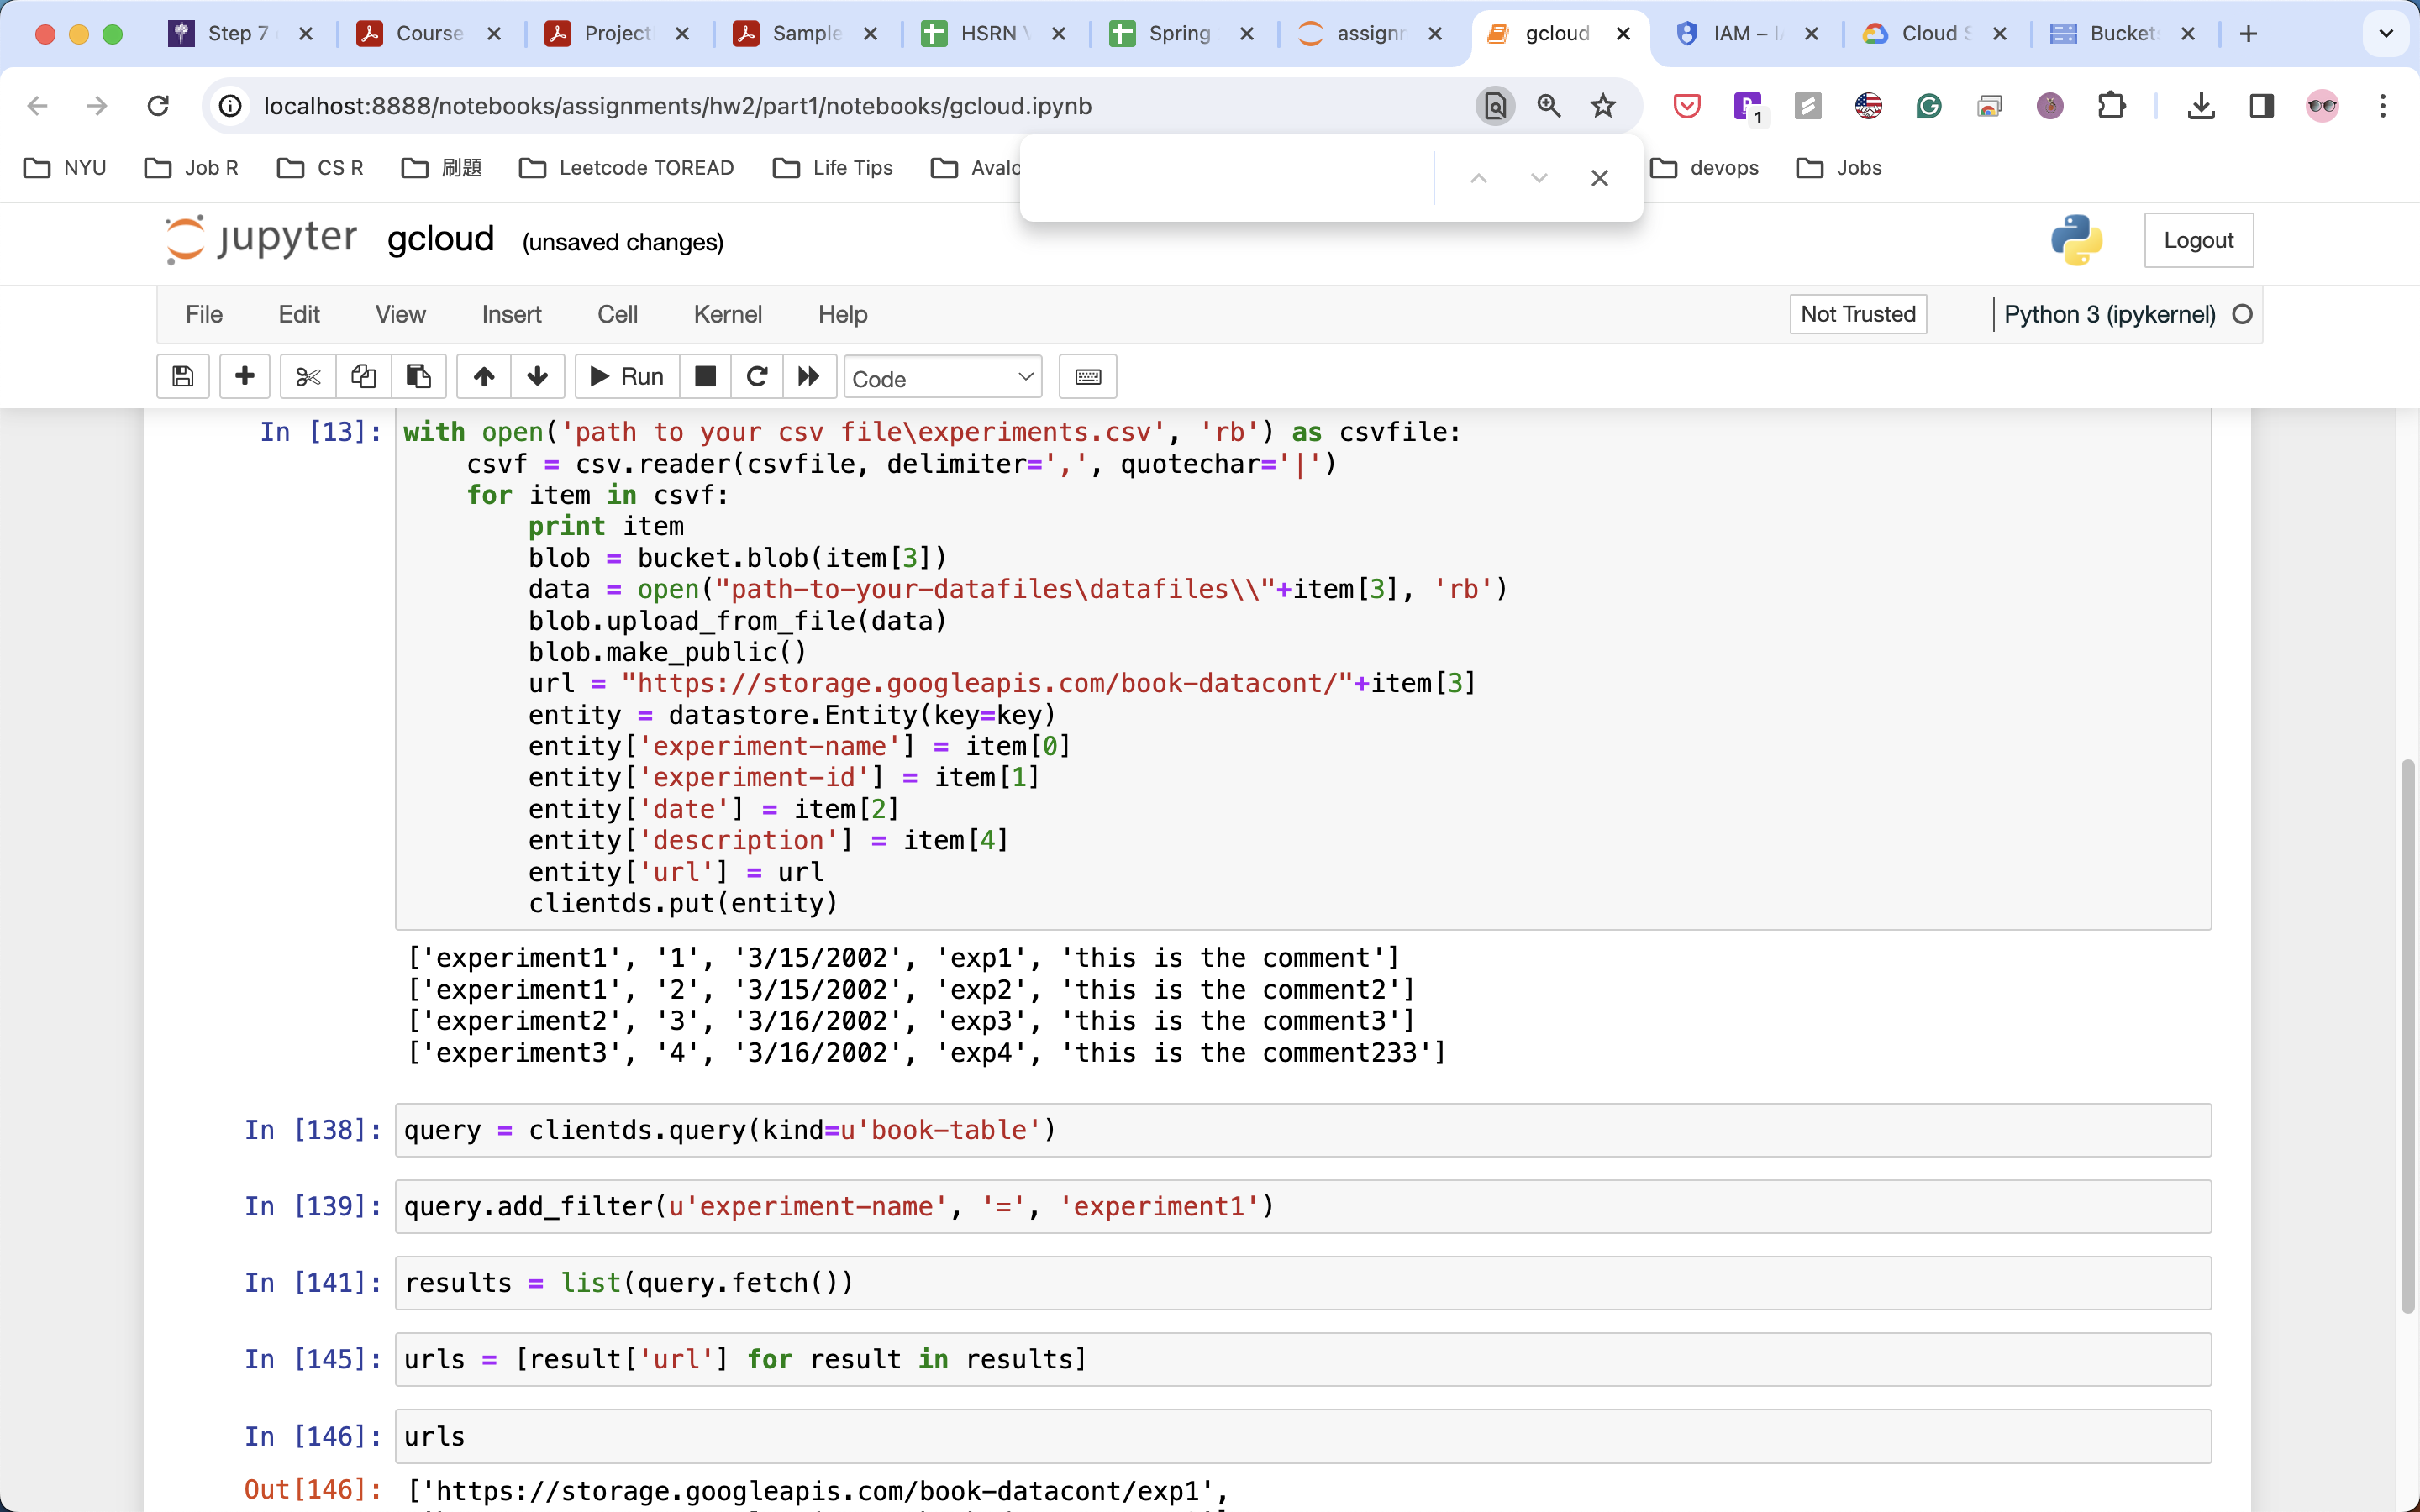 Step 7 Course Project Sample HSRN Spring assignr gcloud IAM – I Cloud S Buckets
localhost:8888/notebooks/assignments/hw2/part1/notebooks/gcloud.ipynb
1
NYU Job R CS R 刷題 Leetcode TOREAD Life Tips Avalo devops Jobs
jupyter gcloud (unsaved changes) Logout
File Edit View Insert Cell Kernel Help Not Trusted Python 3 (ipykernel)
Run Code
In [13]: with open('path to your csv file\experiments.csv', 'rb') as csvfile:
    csvf = csv.reader(csvfile, delimiter=',', quotechar='|')
    for item in csvf:
        print item
        blob = bucket.blob(item[3])
        data = open("path-to-your-datafiles\datafiles\\"+item[3], 'rb')
        blob.upload_from_file(data)
        blob.make_public()
        url = "https://storage.googleapis.com/book-datacont/"+item[3]
        entity = datastore.Entity(key=key)
        entity['experiment-name'] = item[0]
        entity['experiment-id'] = item[1]
        entity['date'] = item[2]
        entity['description'] = item[4]
        entity['url'] = url
        clientds.put(entity)
['experiment1', '1', '3/15/2002', 'exp1', 'this is the comment']
['experiment1', '2', '3/15/2002', 'exp2', 'this is the comment2']
['experiment2', '3', '3/16/2002', 'exp3', 'this is the comment3']
['experiment3', '4', '3/16/2002', 'exp4', 'this is the comment233']
In [138]: query = clientds.query(kind=u'book-table')
In [139]: query.add_filter(u'experiment-name', '=', 'experiment1')
In [141]: results = list(query.fetch())
In [145]: urls = [result['url'] for result in results]
In [146]: urls
Out[146]: ['https://storage.googleapis.com/book-datacont/exp1',